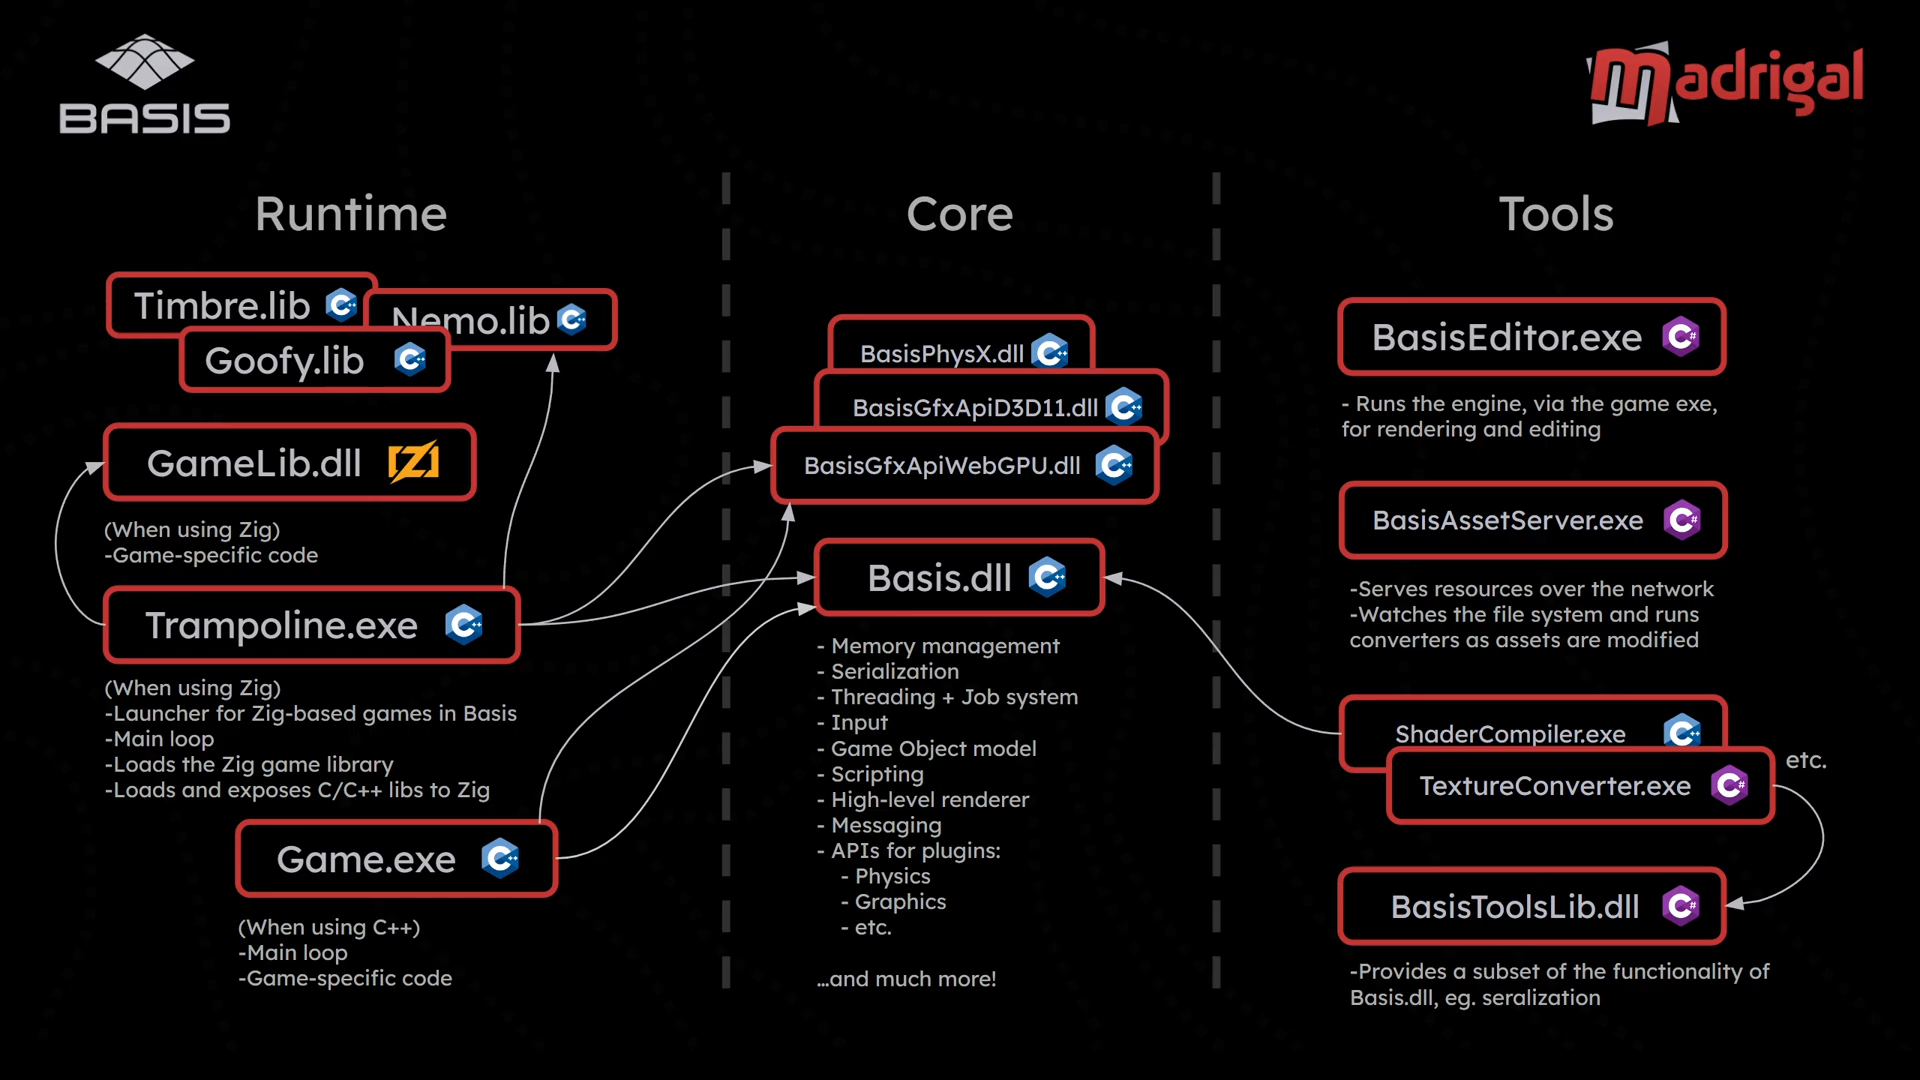 BASIS
madrigal
Runtime
Timbre.lib
Nemo.lib
Goofy.lib
GameLib.dll
(When using Zig)
-Game-specific code
Trampoline.exe
(When using Zig)
-Launcher for Zig-based games in Basis
-Main loop
-Loads the Zig game library
-Loads and exposes C/C++ libs to Zig
Game.exe
(When using C++)
-Main loop
-Game-specific code
Core
BasisPhysX.dll
BasisGfxApiD3D11.dll
BasisGfxApiWebGPU.dll
Basis.dll
- Memory management
- Serialization
- Threading + Job system
- Input
- Game Object model
- Scripting
- High-level renderer
- Messaging
- APIs for plugins:
- Physics
- Graphics
- etc.
...and much more!
Tools
BasisEditor.exe
- Runs the engine, via the game exe,
for rendering and editing
BasisAssetServer.exe
-Serves resources over the network
-Watches the file system and runs
converters as assets are modified
ShaderCompiler.exe
TextureConverter.exe
etc.
BasisToolsLib.dll
-Provides a subset of the functionality of
Basis.dll, eg. seralization